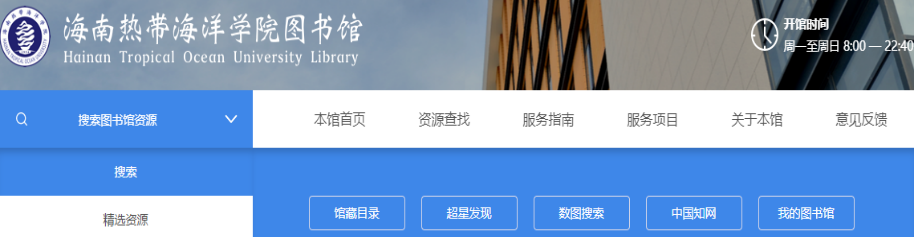 海南热带海洋学院图书馆
Hainan Tropical Ocean University Library
开馆时间
周一至周日 8:00 — 22:40
搜索图书馆资源
本馆首页
资源查找
服务指南
服务项目
关于本馆
意见反馈
搜索
精选资源
馆藏目录
超星发现
数图搜索
中国知网
我的图书馆